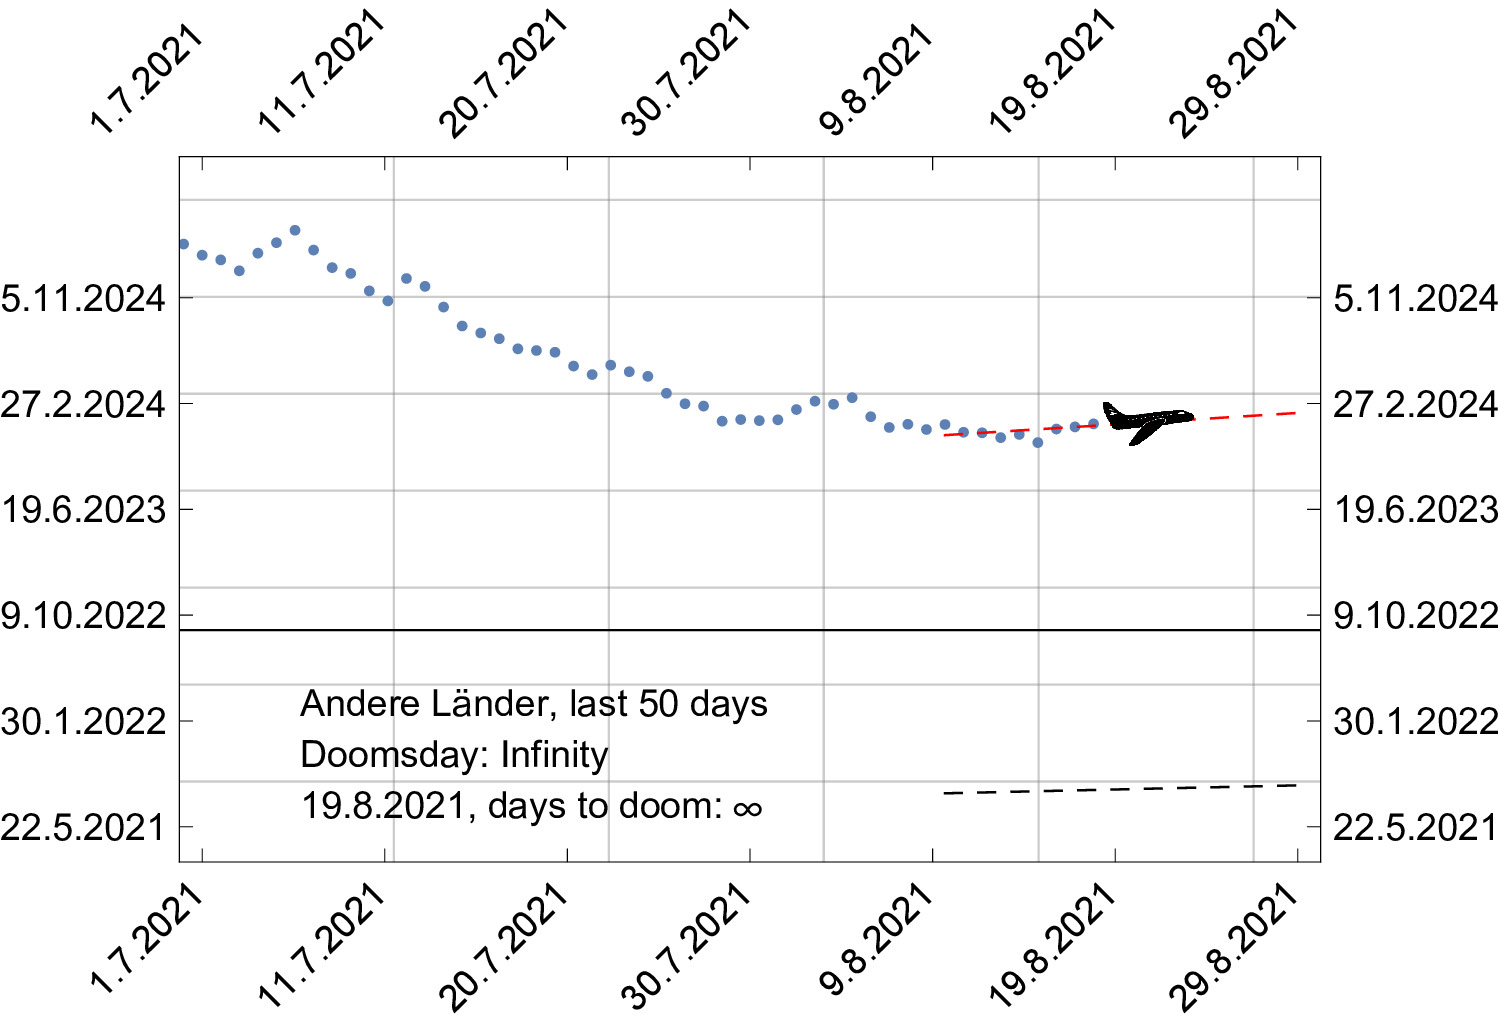 1.7.2021 11.7.2021 20.7.2021 30.7.2021 9.8.2021 19.8.2021 29.8.2021
5.11.2024 5.11.2024
27.2.2024 27.2.2024
19.6.2023 19.6.2023
9.10.2022 9.10.2022
Andere Länder, last 50 days
30.1.2022 30.1.2022
Doomsday: Infinity
19.8.2021, days to doom: ∞
22.5.2021 22.5.2021
1.7.2021 11.7.2021 20.7.2021 30.7.2021 9.8.2021 19.8.2021 29.8.2021